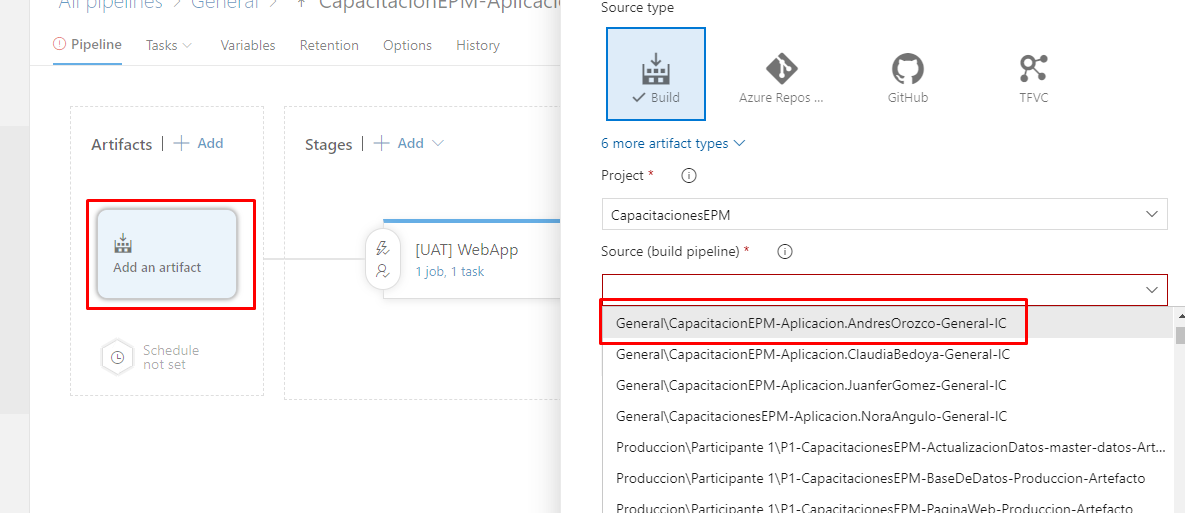 All pipelines > General > CapacitacionEPM-Aplicacio
Pipeline Tasks Variables Retention Options History
Artifacts | + Add
Stages | + Add
Add an artifact
[UAT] WebApp
1 job, 1 task
Schedule
not set
Source type
Build
Azure Repos ...
GitHub
TFVC
6 more artifact types
Project *
CapacitacionesEPM
Source (build pipeline) *
General\CapacitacionEPM-Aplicacion.AndresOrozco-General-IC
General\CapacitacionEPM-Aplicacion.ClaudiaBedoya-General-IC
General\CapacitacionEPM-Aplicacion.JuanferGomez-General-IC
General\CapacitacionesEPM-Aplicacion.NoraAngulo-General-IC
Produccion\Participante 1\P1-CapacitacionesEPM-ActualizacionDatos-master-datos-Art...
Produccion\Participante 1\P1-CapacitacionesEPM-BaseDeDatos-Produccion-Artefacto
Produccion\Participante 1\P1-CapacitacionesEPM-PaginaWeb-Produccion-Artefacto